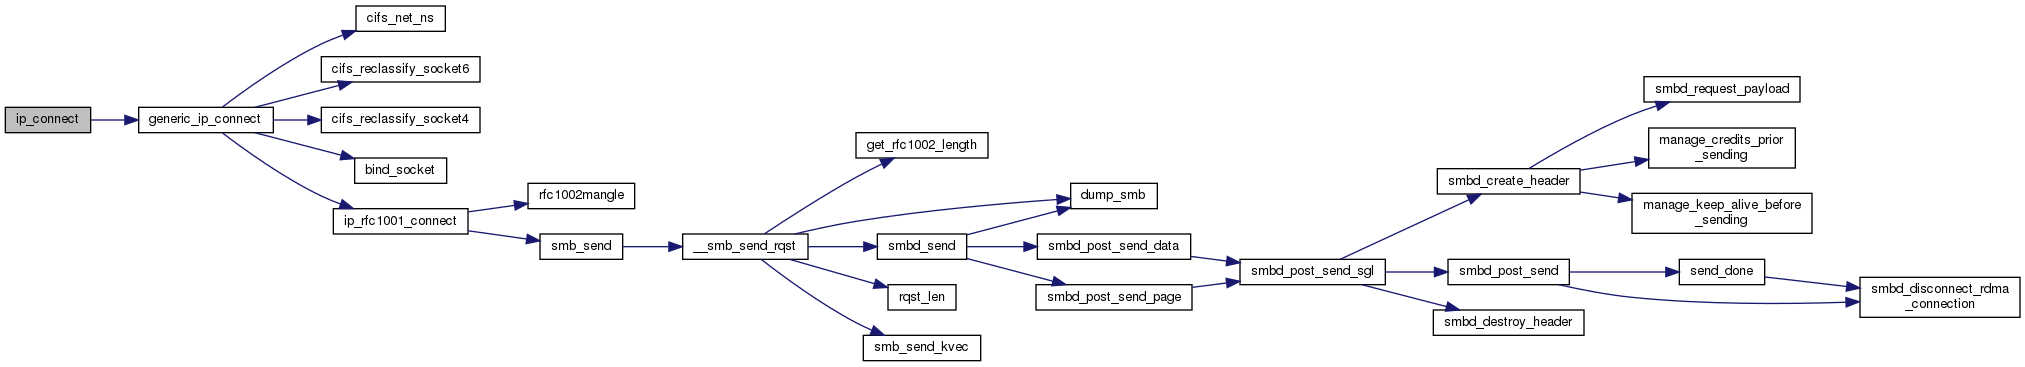 ip_connect
generic_ip_connect
cifs_net_ns
cifs_reclassify_socket6
cifs_reclassify_socket4
bind_socket
ip_rfc1001_connect
rfc1002mangle
smb_send
__smb_send_rqst
get_rfc1002_length
dump_smb
smbd_send
rqst_len
smb_send_kvec
smbd_post_send_data
smbd_post_send_page
smbd_post_send_sgl
smbd_create_header
smbd_post_send
smbd_destroy_header
smbd_request_payload
manage_credits_prior
_sending
manage_keep_alive_before
_sending
send_done
smbd_disconnect_rdma
_connection